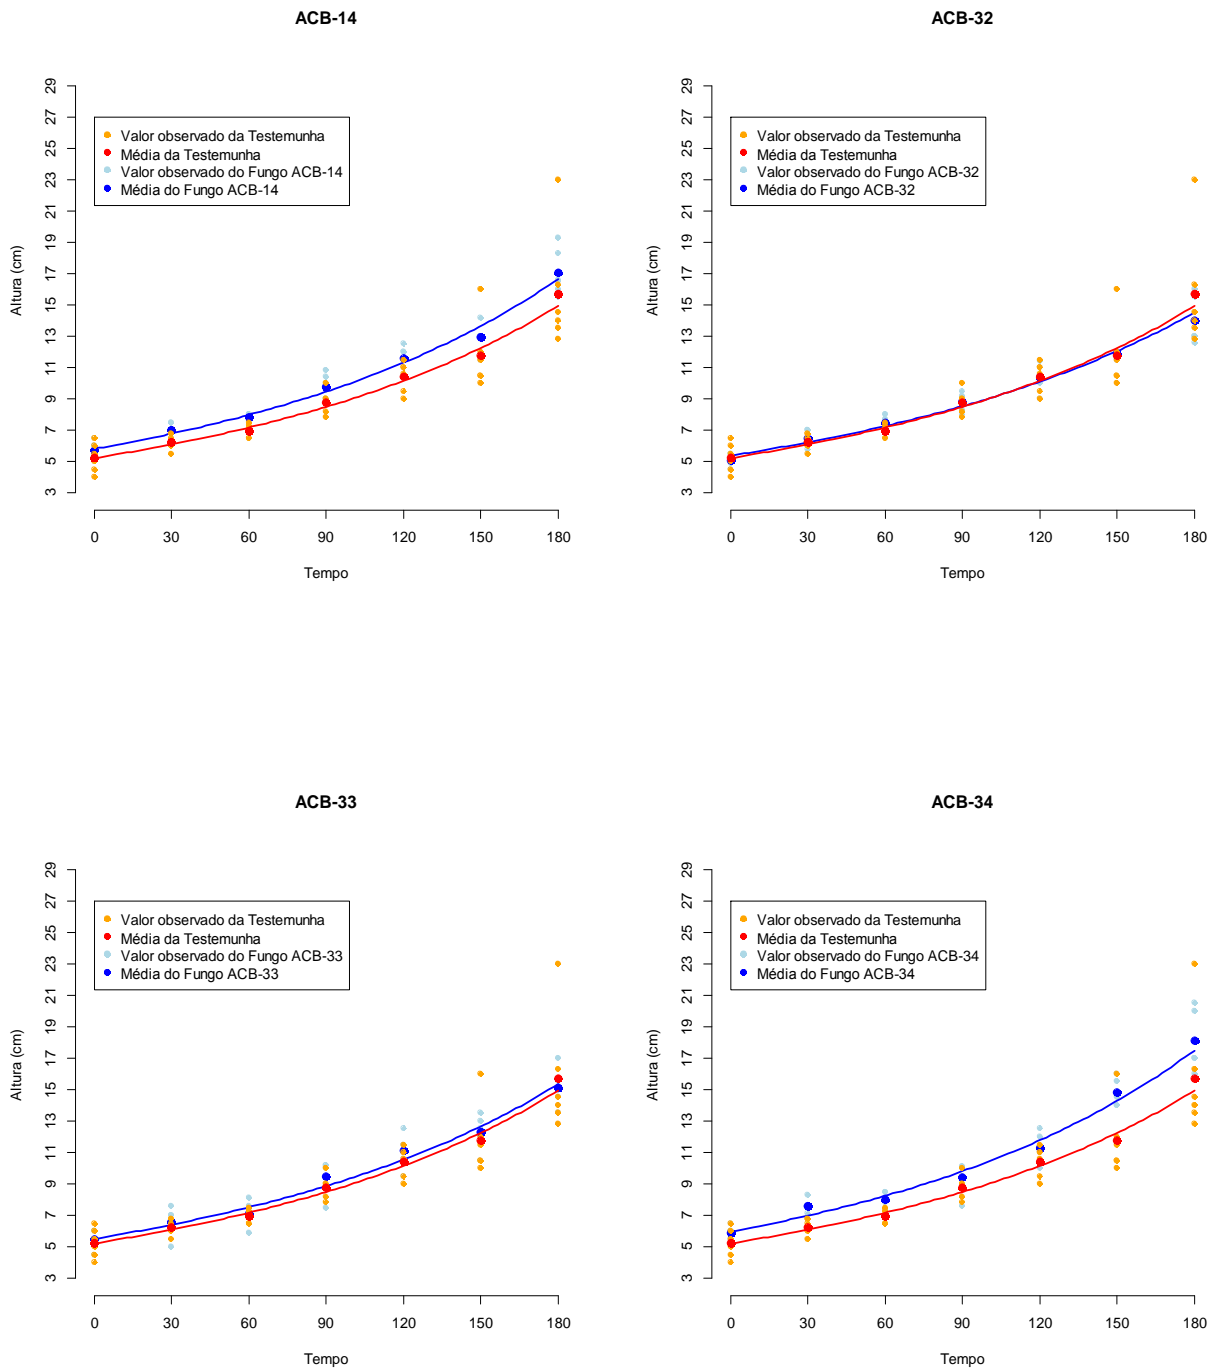 ACB-14
Altura (cm)
29
27
25
23
21
19
17
15
13
11
9
7
5
3
Valor observado da Testemunha
Média da Testemunha
Valor observado do Fungo ACB-14
Média do Fungo ACB-14
0 30 60 90 120 150 180
Tempo
ACB-32
Altura (cm)
29
27
25
23
21
19
17
15
13
11
9
7
5
3
Valor observado da Testemunha
Média da Testemunha
Valor observado do Fungo ACB-32
Média do Fungo ACB-32
0 30 60 90 120 150 180
Tempo
ACB-33
Altura (cm)
29
27
25
23
21
19
17
15
13
11
9
7
5
3
Valor observado da Testemunha
Média da Testemunha
Valor observado do Fungo ACB-33
Média do Fungo ACB-33
0 30 60 90 120 150 180
Tempo
ACB-34
Altura (cm)
29
27
25
23
21
19
17
15
13
11
9
7
5
3
Valor observado da Testemunha
Média da Testemunha
Valor observado do Fungo ACB-34
Média do Fungo ACB-34
0 30 60 90 120 150 180
Tempo